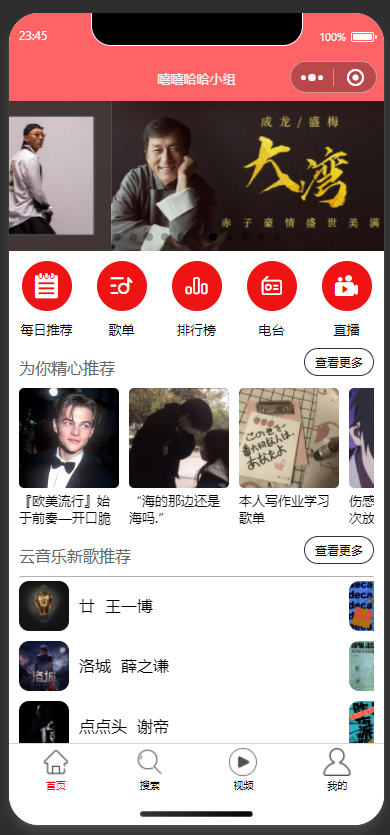 23:45
100%
嘻嘻哈哈小组
成龙/盛梅
大湾
赤子豪情盛世美满
每日推荐
歌单
排行榜
电台
直播
为你精心推荐
查看更多
『欧美流行』始
于前奏—开口脆
“海的那边还是
海吗.”
本人写作业学习
歌单
伤感
次放
云音乐新歌推荐
查看更多
廿 王一博
洛城 薛之谦
洛城
点点头 谢帝
首页
搜索
视频
我的